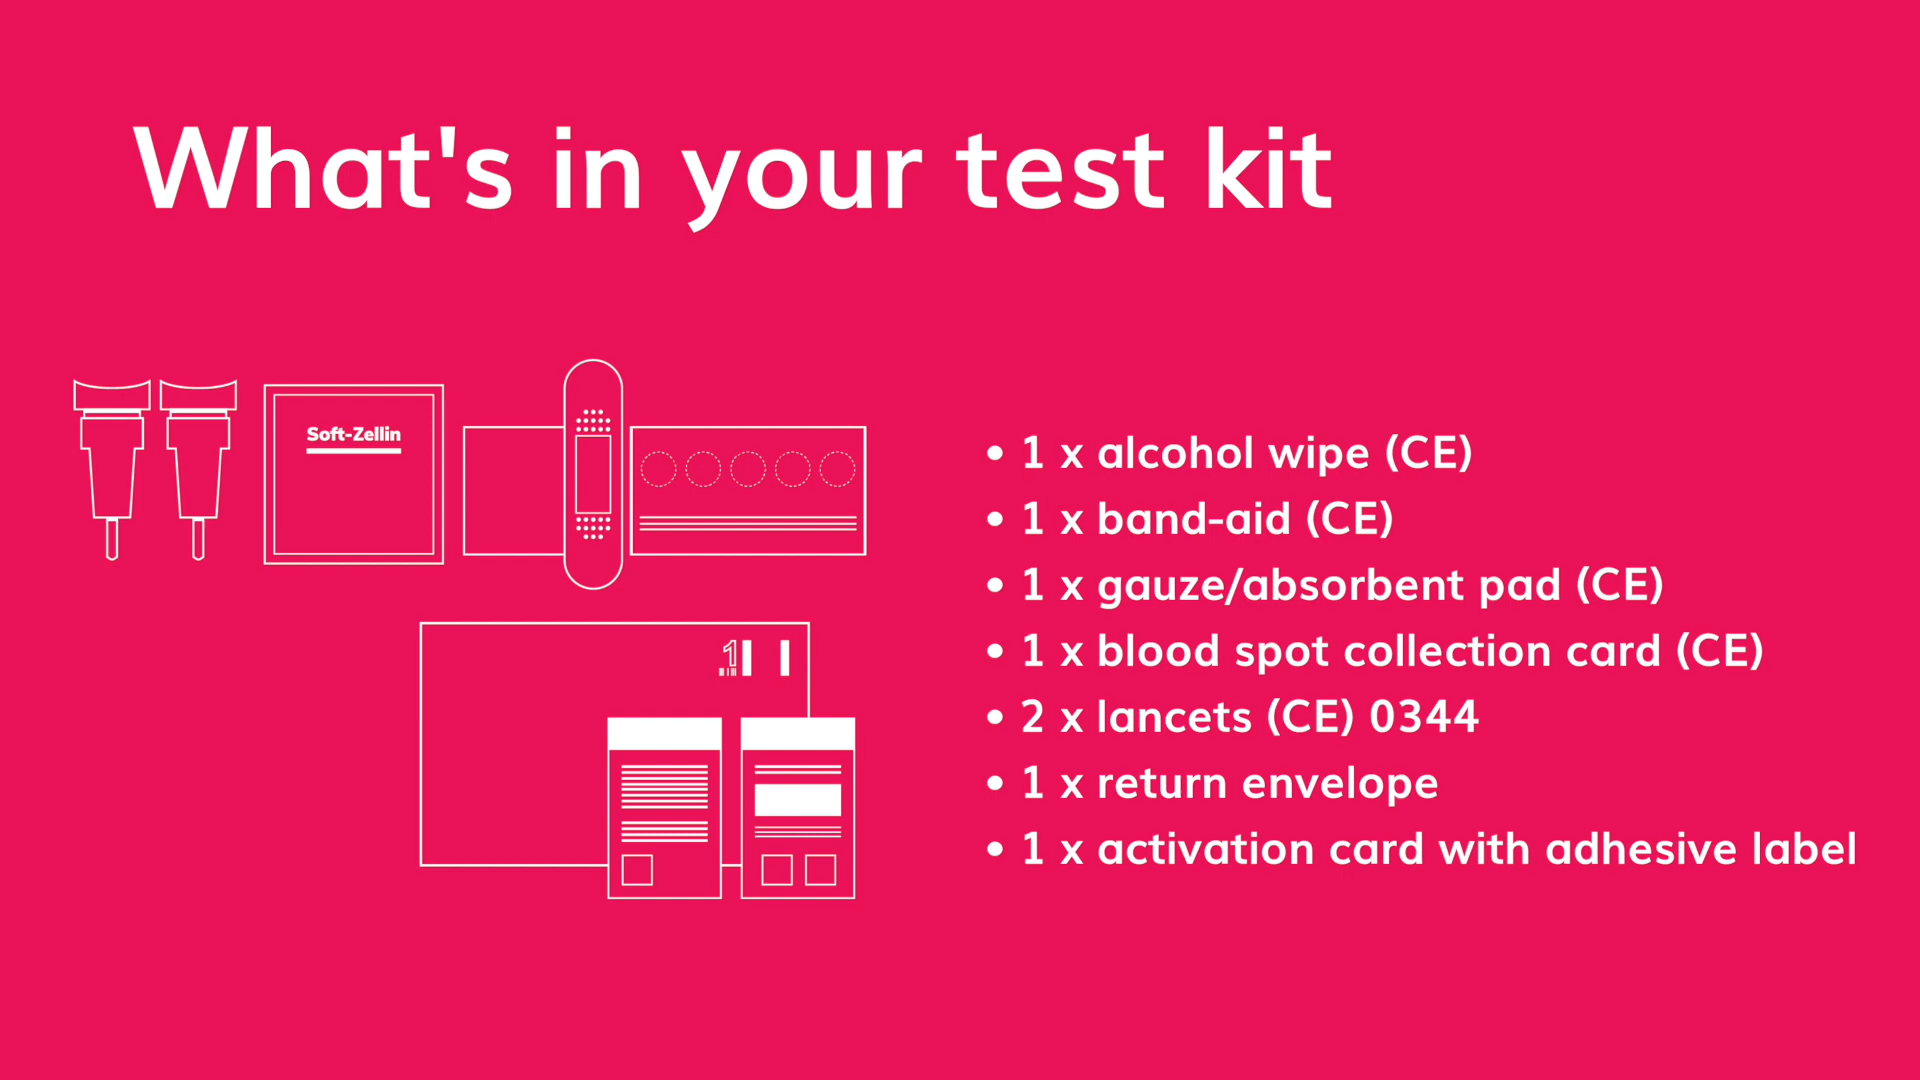 What's in your test kit
Soft-Zellin
1
• 1 x alcohol wipe (CE)
• 1 x band-aid (CE)
• 1 x gauze/absorbent pad (CE)
• 1 x blood spot collection card (CE)
• 2 x lancets (CE) 0344
• 1 x return envelope
• 1 x activation card with adhesive label